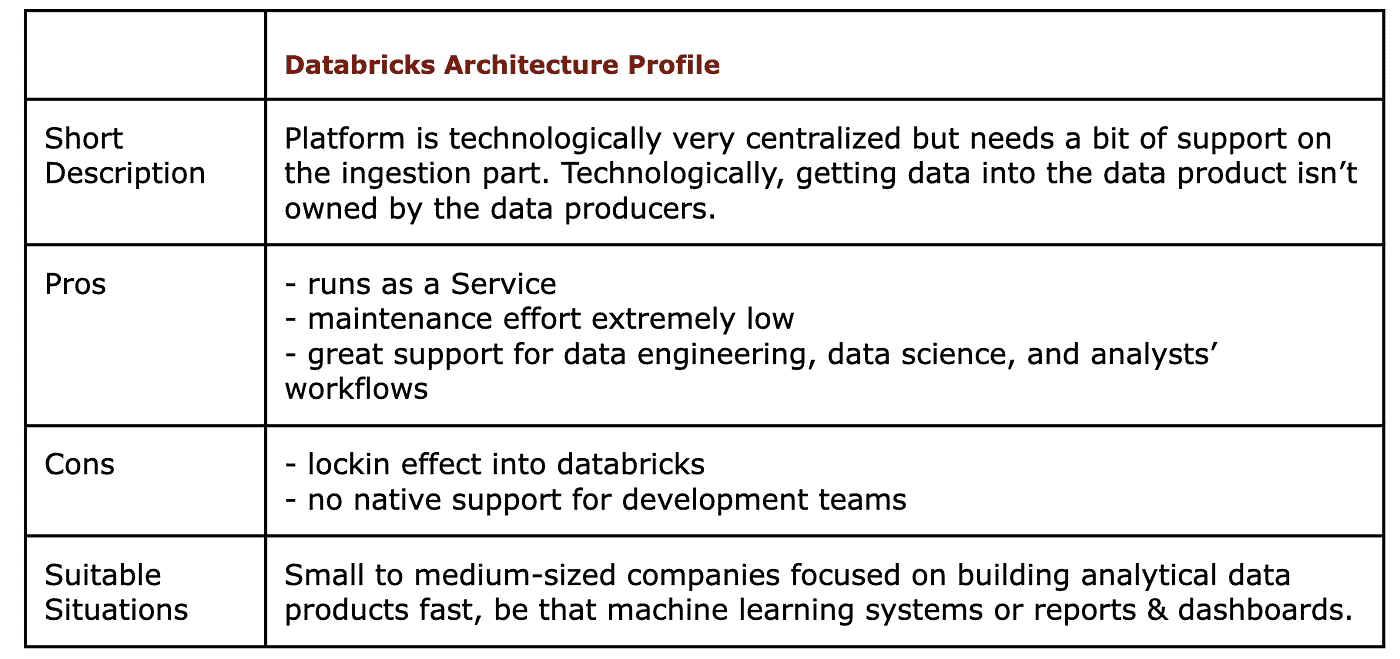 Databricks Architecture Profile
Short
Description
Platform is technologically very centralized but needs a bit of support on
the ingestion part. Technologically, getting data into the data product isn’t
owned by the data producers.
Pros
- runs as a Service
- maintenance effort extremely low
- great support for data engineering, data science, and analysts’
workflows
Cons
- lockin effect into databricks
- no native support for development teams
Suitable
Situations
Small to medium-sized companies focused on building analytical data
products fast, be that machine learning systems or reports & dashboards.